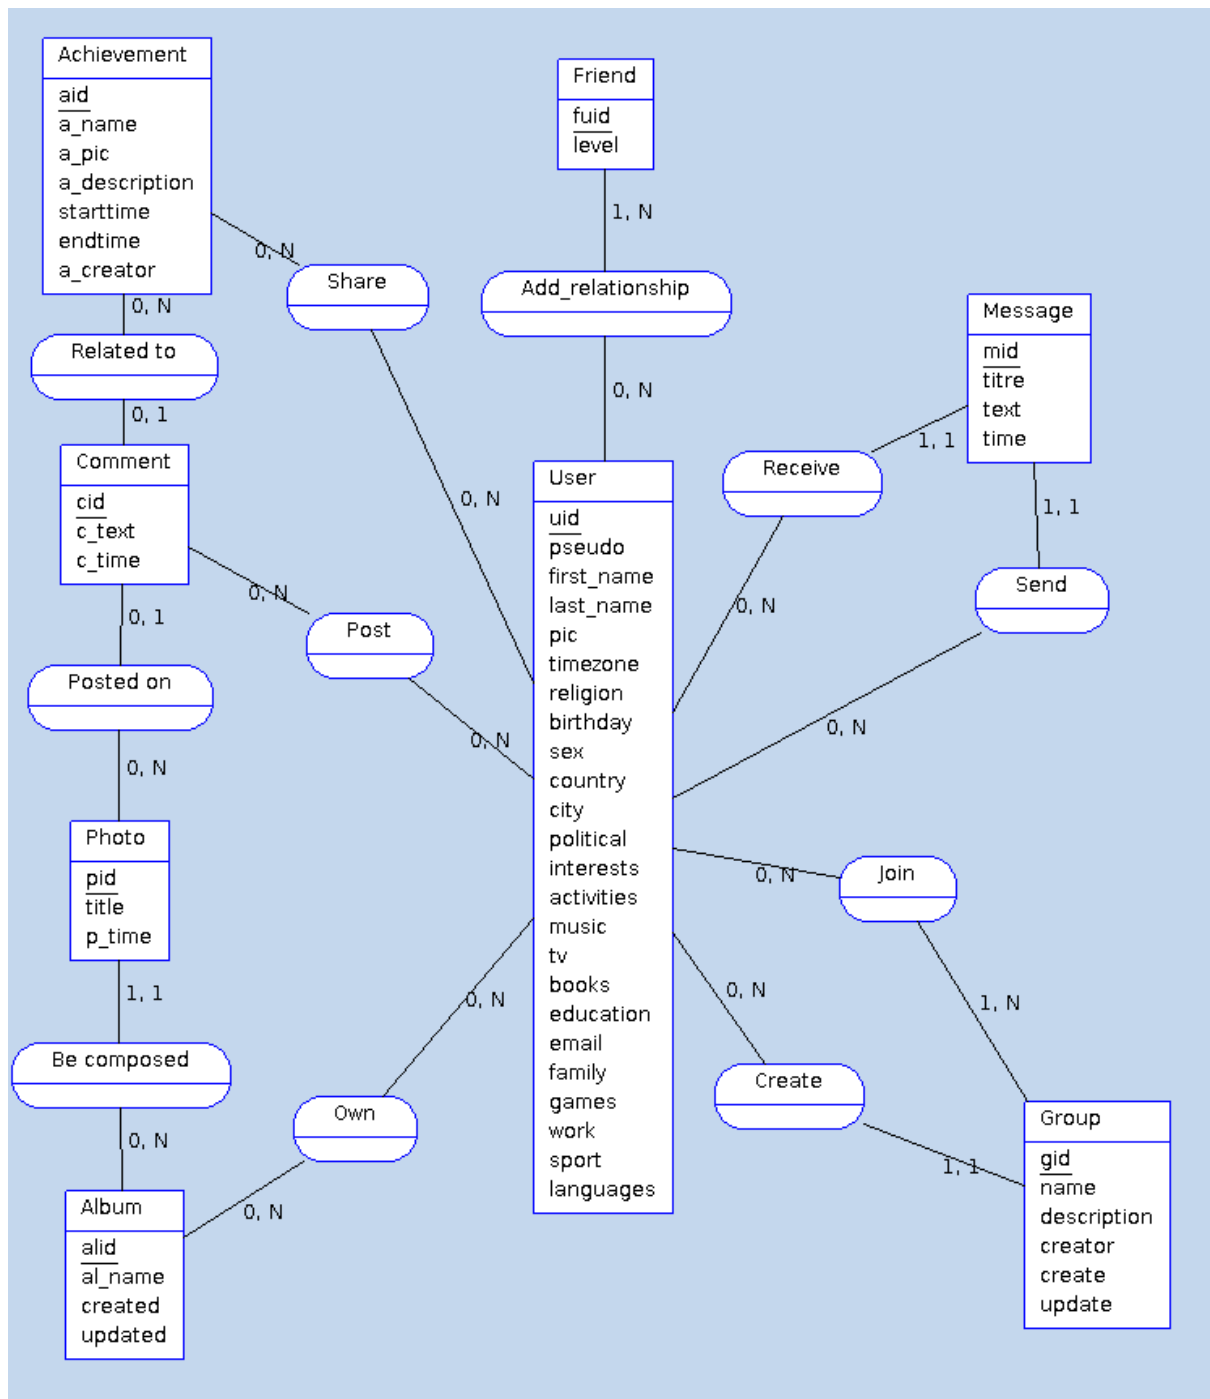 Achievement
aid
a_name
a_pic
a_description
starttime
endtime
a_creator
Friend
fuid
level
0, N
1, N
Share
Add_relationship
0, N
Related to
0, 1
0, N
Message
mid
titre
text
time
1, 1
Receive
1, 1
Send
Comment
cid
c_text
c_time
0, N
0, N
Post
0, N
0, 1
Posted on
0, N
0, N
0, N
User
uid
pseudo
first_name
last_name
pic
timezone
religion
birthday
sex
country
city
political
interests
activities
music
tv
books
education
email
family
games
work
sport
languages
Photo
pid
title
p_time
1, 1
Be composed
0, N
0, N
Own
0, N
Album
alid
al_name
created
updated
0, N
Join
1, N
0, N
Create
1, 1
Group
gid
name
description
creator
create
update